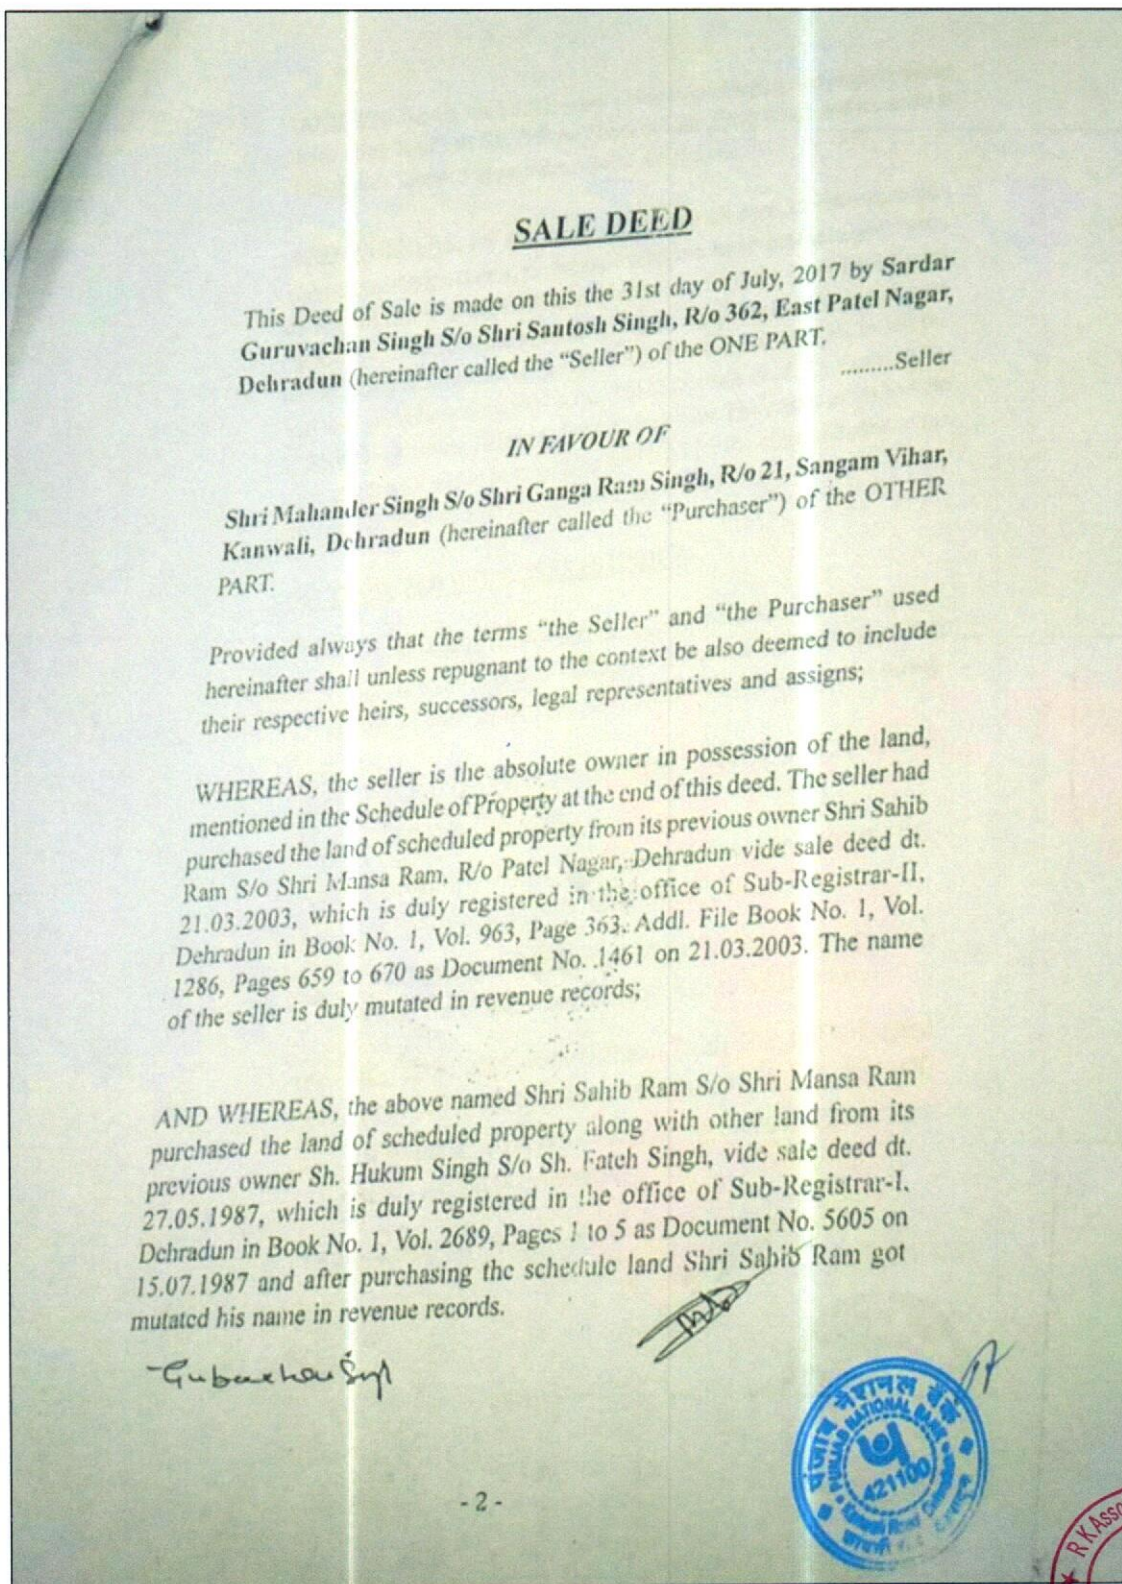 SALE DEED
This Deed of Sale is made on this the 31st day of July, 2017 by Sardar
Guruvachan Singh S/o Shri Santosh Singh, R/o 362, East Patel Nagar,
Dehradun (hereinafter called the “Seller”) of the ONE PART.
.........Seller
IN FAVOUR OF
Shri Mahander Singh S/o Shri Ganga Ram Singh, R/o 21, Sangam Vihar,
Kanwali, Dehradun (hereinafter called the “Purchaser”) of the OTHER
PART.
Provided always that the terms “the Seller” and “the Purchaser” used
hereinafter shall unless repugnant to the context be also deemed to include
their respective heirs, successors, legal representatives and assigns;
WHEREAS, the seller is the absolute owner in possession of the land,
mentioned in the Schedule of Property at the end of this deed. The seller had
purchased the land of scheduled property from its previous owner Shri Sahib
Ram S/o Shri Mansa Ram, R/o Patel Nagar, Dehradun vide sale deed dt.
21.03.2003, which is duly registered in the office of Sub-Registrar-II,
Dehradun in Book No. 1, Vol. 963, Page 363, Addl. File Book No. 1, Vol.
1286, Pages 659 to 670 as Document No. 1461 on 21.03.2003. The name
of the seller is duly mutated in revenue records;
AND WHEREAS, the above named Shri Sahib Ram S/o Shri Mansa Ram
purchased the land of scheduled property along with other land from its
previous owner Sh. Hukum Singh S/o Sh. Fateh Singh, vide sale deed dt.
27.05.1987, which is duly registered in the office of Sub-Registrar-I,
Dehradun in Book No. 1, Vol. 2689, Pages 1 to 5 as Document No. 5605 on
15.07.1987 and after purchasing the schedule land Shri Sahib Ram got
mutated his name in revenue records.
पंजाब नैशनल बैंक
PUNJAB NATIONAL BANK
421100
- 2 -
RK Asso